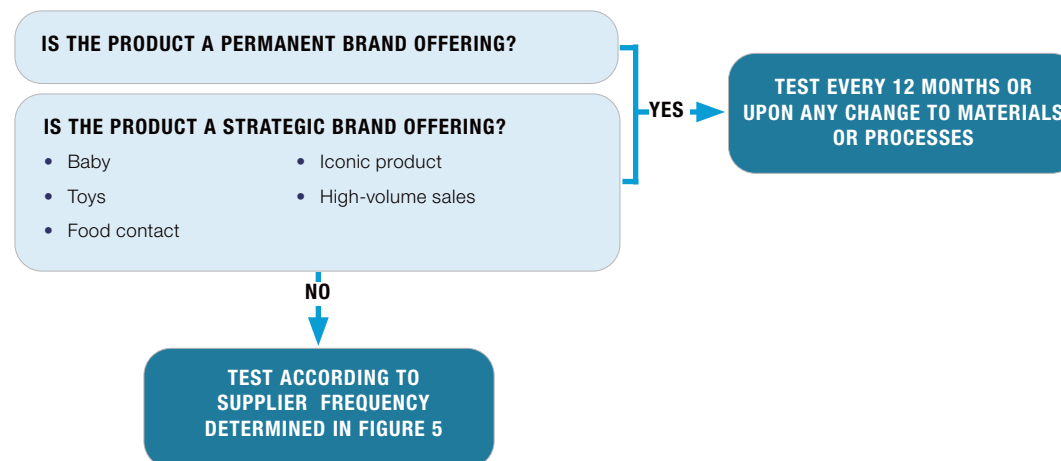 IS THE PRODUCT A PERMANENT BRAND OFFERING?
IS THE PRODUCT A STRATEGIC BRAND OFFERING?
• Baby
• Toys
• Food contact
• Iconic product
• High-volume sales
YES
TEST EVERY 12 MONTHS OR
UPON ANY CHANGE TO MATERIALS
OR PROCESSES
NO
TEST ACCORDING TO
SUPPLIER FREQUENCY
DETERMINED IN FIGURE 5